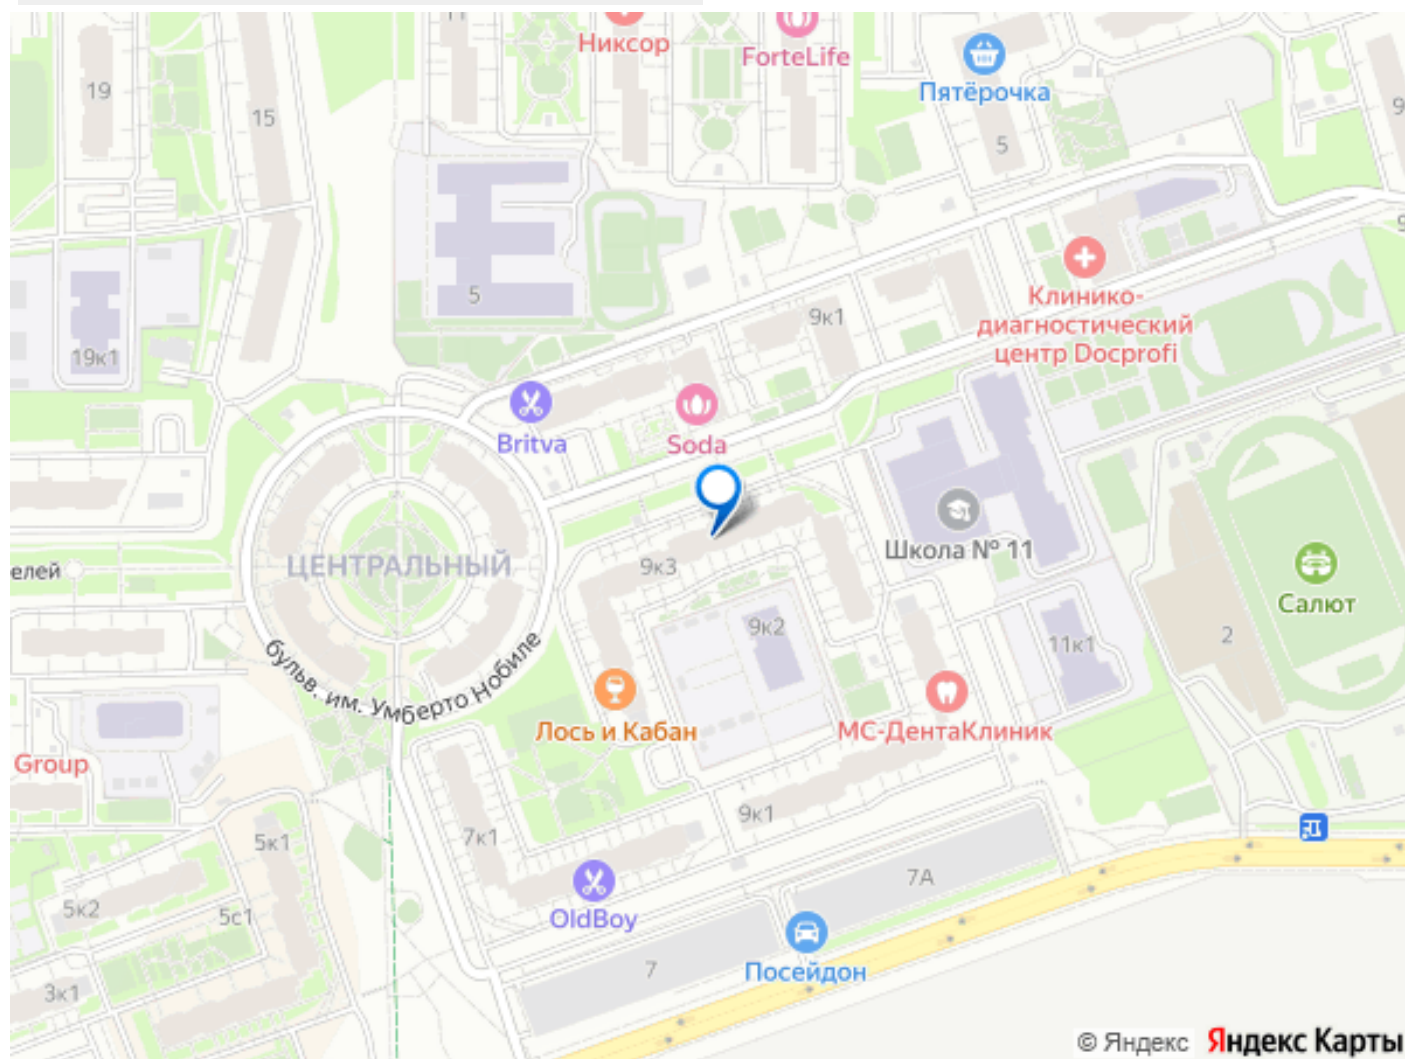 11
Никсор
ForteLife
Пятёрочка
19
15
5
9
5
9к1
Клинико-
диагностический
центр Docprofi
19к1
Britva
Soda
Школа № 11
ЦЕНТРАЛЬНЫЙ
елей
9к3
9к2
11к1
2
Салют
бульв. им. Умберто Нобиле
Лось и Кабан
МС-ДентаКлиник
Group
9к1
7к1
5к1
7А
5к2
5с1
OldBoy
Посейдон
7
3к1
© Яндекс Яндекс Карты